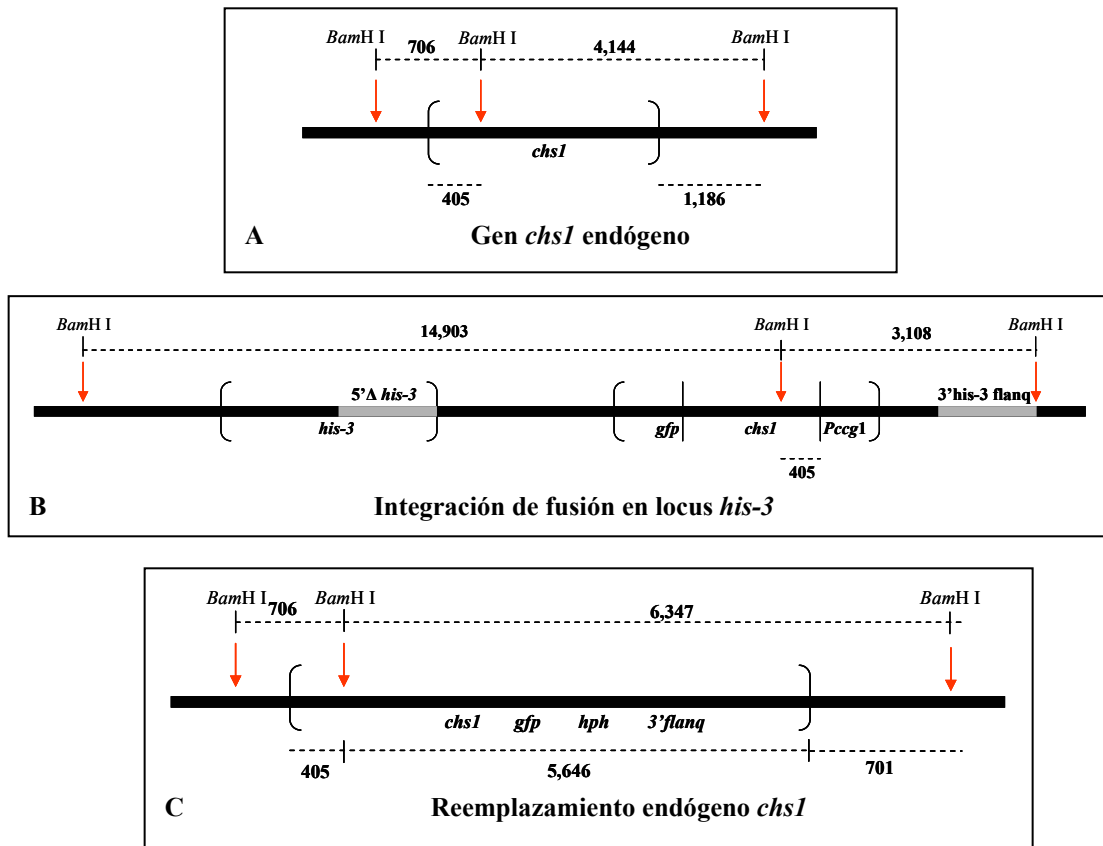 BamH I BamH I BamH I
706 4,144
chs1
405 1,186
A Gen chs1 endógeno
BamH I BamH I BamH I
14,903 3,108
5’Δ his-3 3’his-3 flanq
his-3 gfp chs1 Pccg1
405
B Integración de fusión en locus his-3
BamH I BamH I BamH I
706 6,347
chs1 gfp hph 3’flanq
405 5,646 701
C Reemplazamiento endógeno chs1